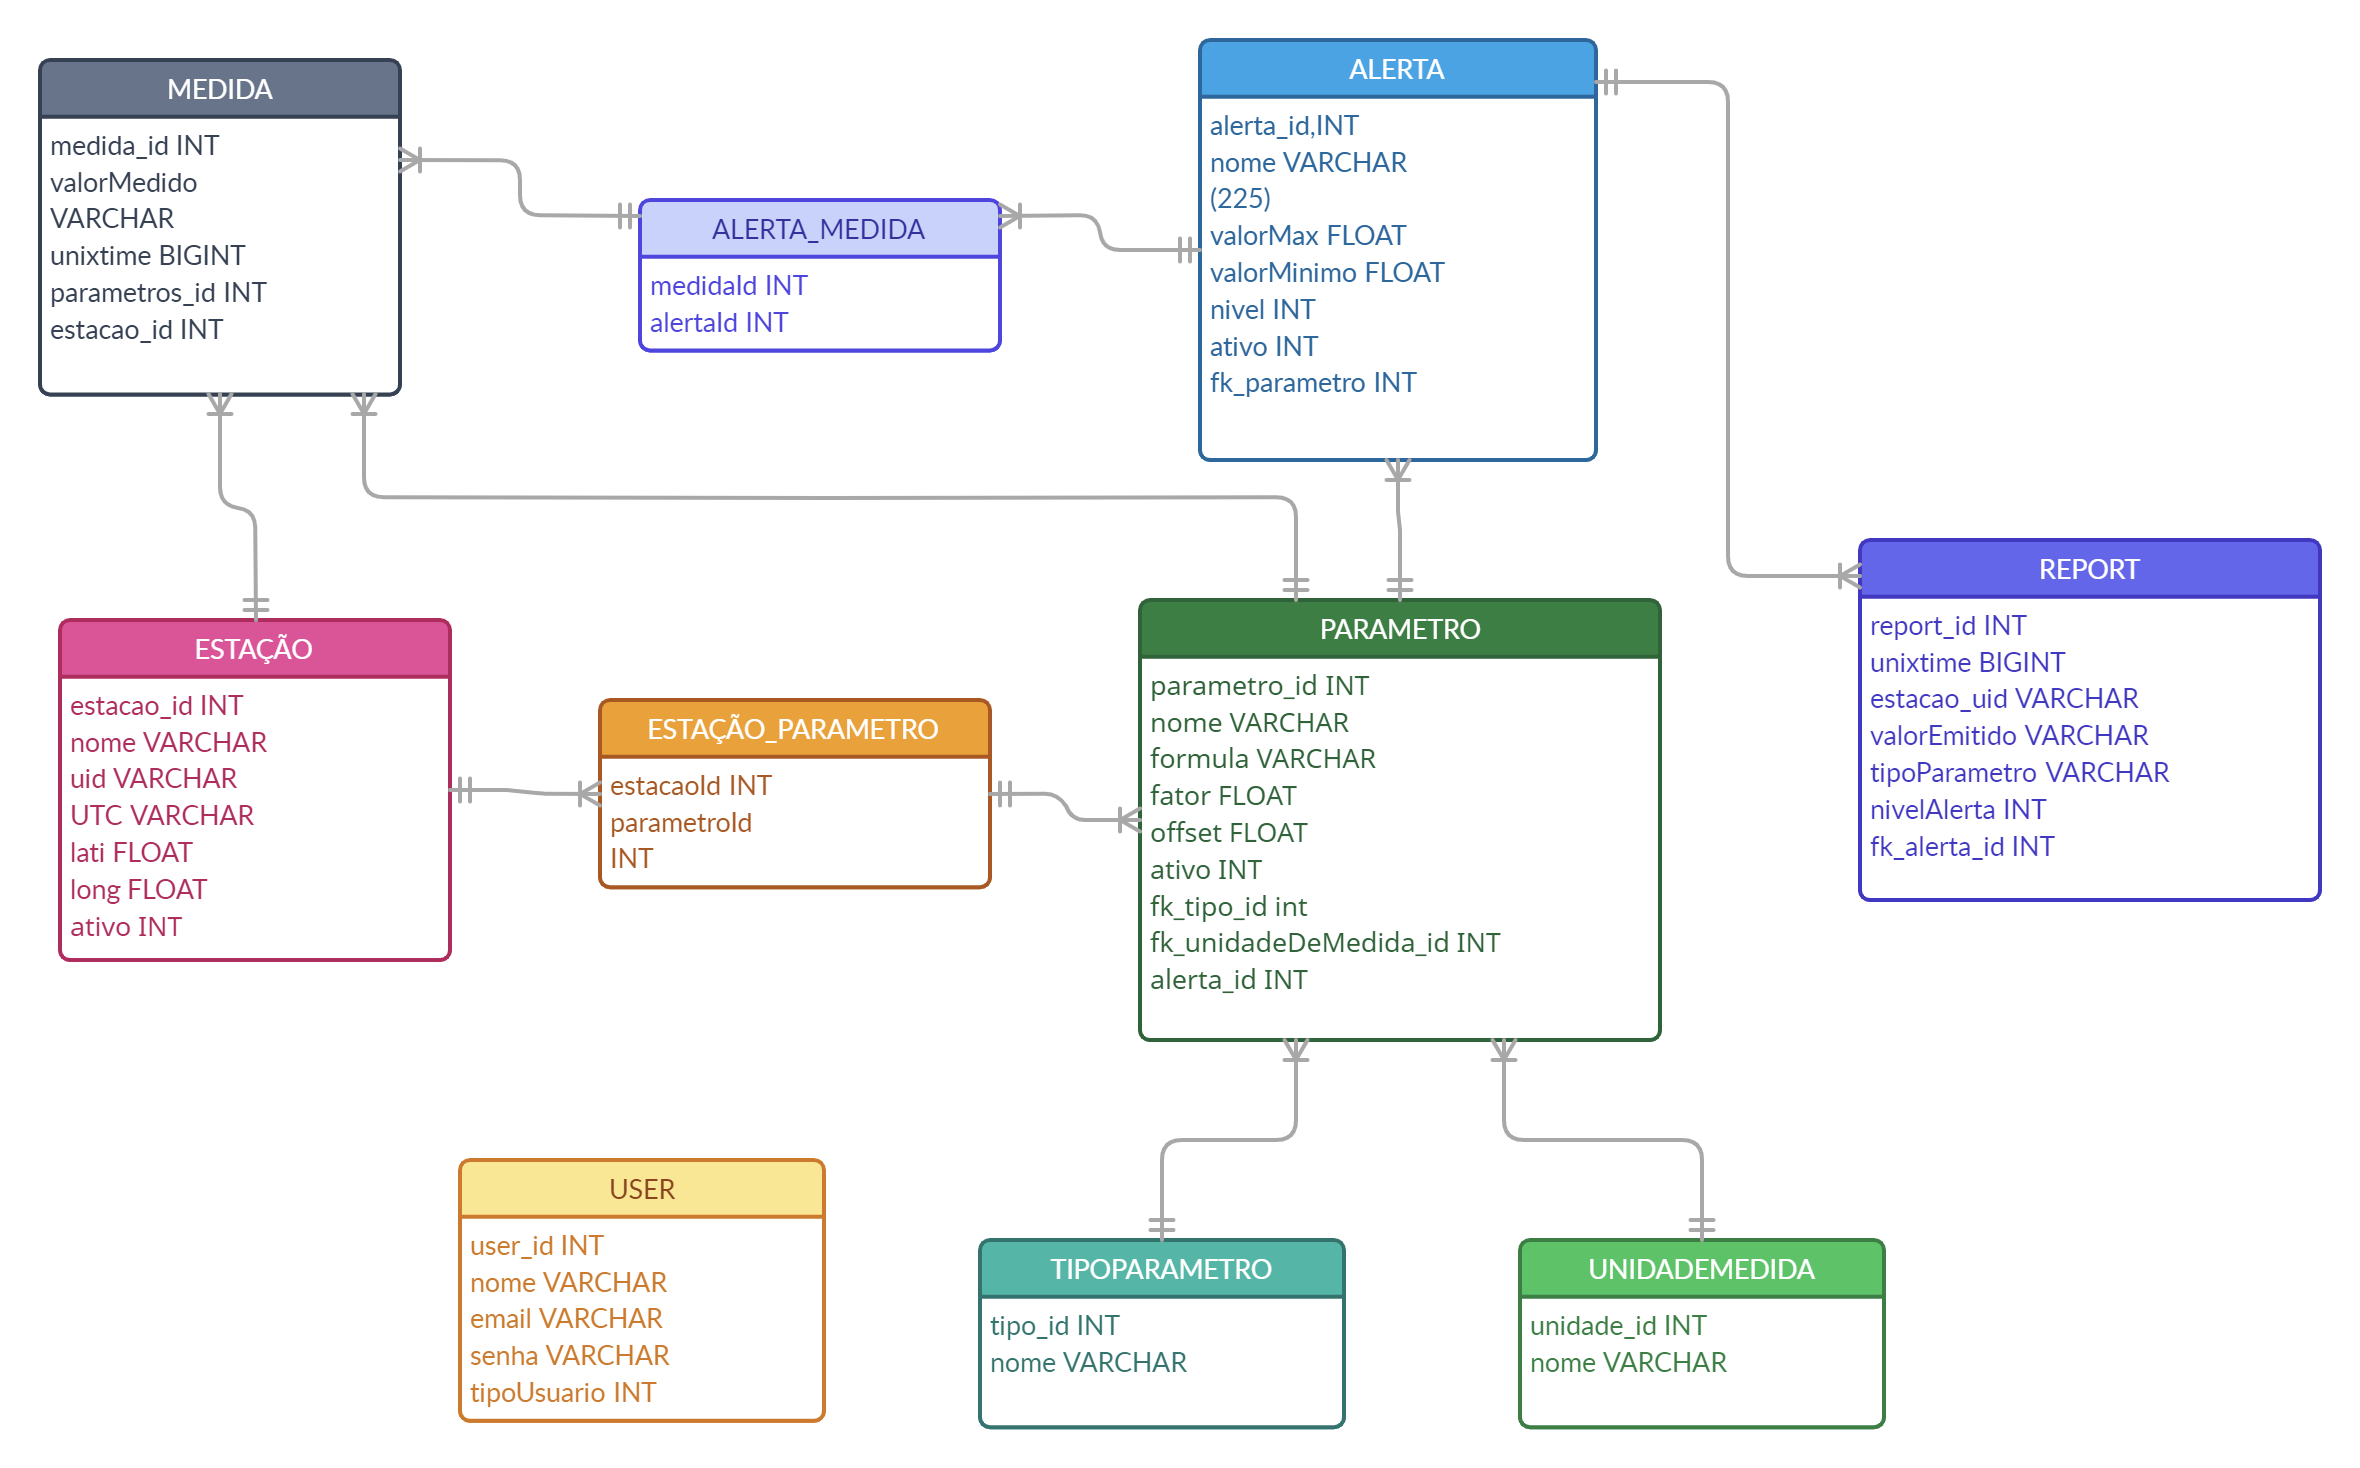 MEDIDA
medida_id INT
valorMedido
VARCHAR
unixtime BIGINT
parametros_id INT
estacao_id INT
ALERTA_MEDIDA
medidaId INT
alertaId INT
ALERTA
alerta_id,INT
nome VARCHAR
(225)
valorMax FLOAT
valorMinimo FLOAT
nivel INT
ativo INT
fk_parametro INT
ESTAÇÃO
estacao_id INT
nome VARCHAR
uid VARCHAR
UTC VARCHAR
lati FLOAT
long FLOAT
ativo INT
ESTAÇÃO_PARAMETRO
estacaoId INT
parametroId
INT
PARAMETRO
parametro_id INT
nome VARCHAR
formula VARCHAR
fator FLOAT
offset FLOAT
ativo INT
fk_tipo_id int
fk_unidadeDeMedida_id INT
alerta_id INT
REPORT
report_id INT
unixtime BIGINT
estacao_uid VARCHAR
valorEmitido VARCHAR
tipoParametro VARCHAR
nivelAlerta INT
fk_alerta_id INT
USER
user_id INT
nome VARCHAR
email VARCHAR
senha VARCHAR
tipoUsuario INT
TIPOPARAMETRO
tipo_id INT
nome VARCHAR
UNIDADEMEDIDA
unidade_id INT
nome VARCHAR